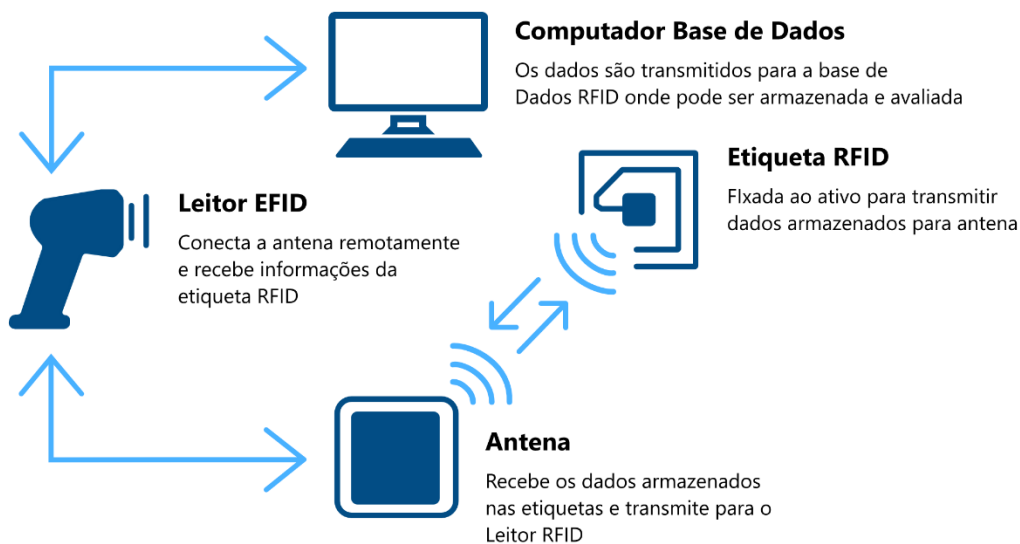 Computador Base de Dados
Os dados são transmitidos para a base de
Dados RFID onde pode ser armazenada e avaliada
Etiqueta RFID
FIxada ao ativo para transmitir
dados armazenados para antena
Leitor EFID
Conecta a antena remotamente
e recebe informações da
etiqueta RFID
Antena
Recebe os dados armazenados
nas etiquetas e transmite para o
Leitor RFID